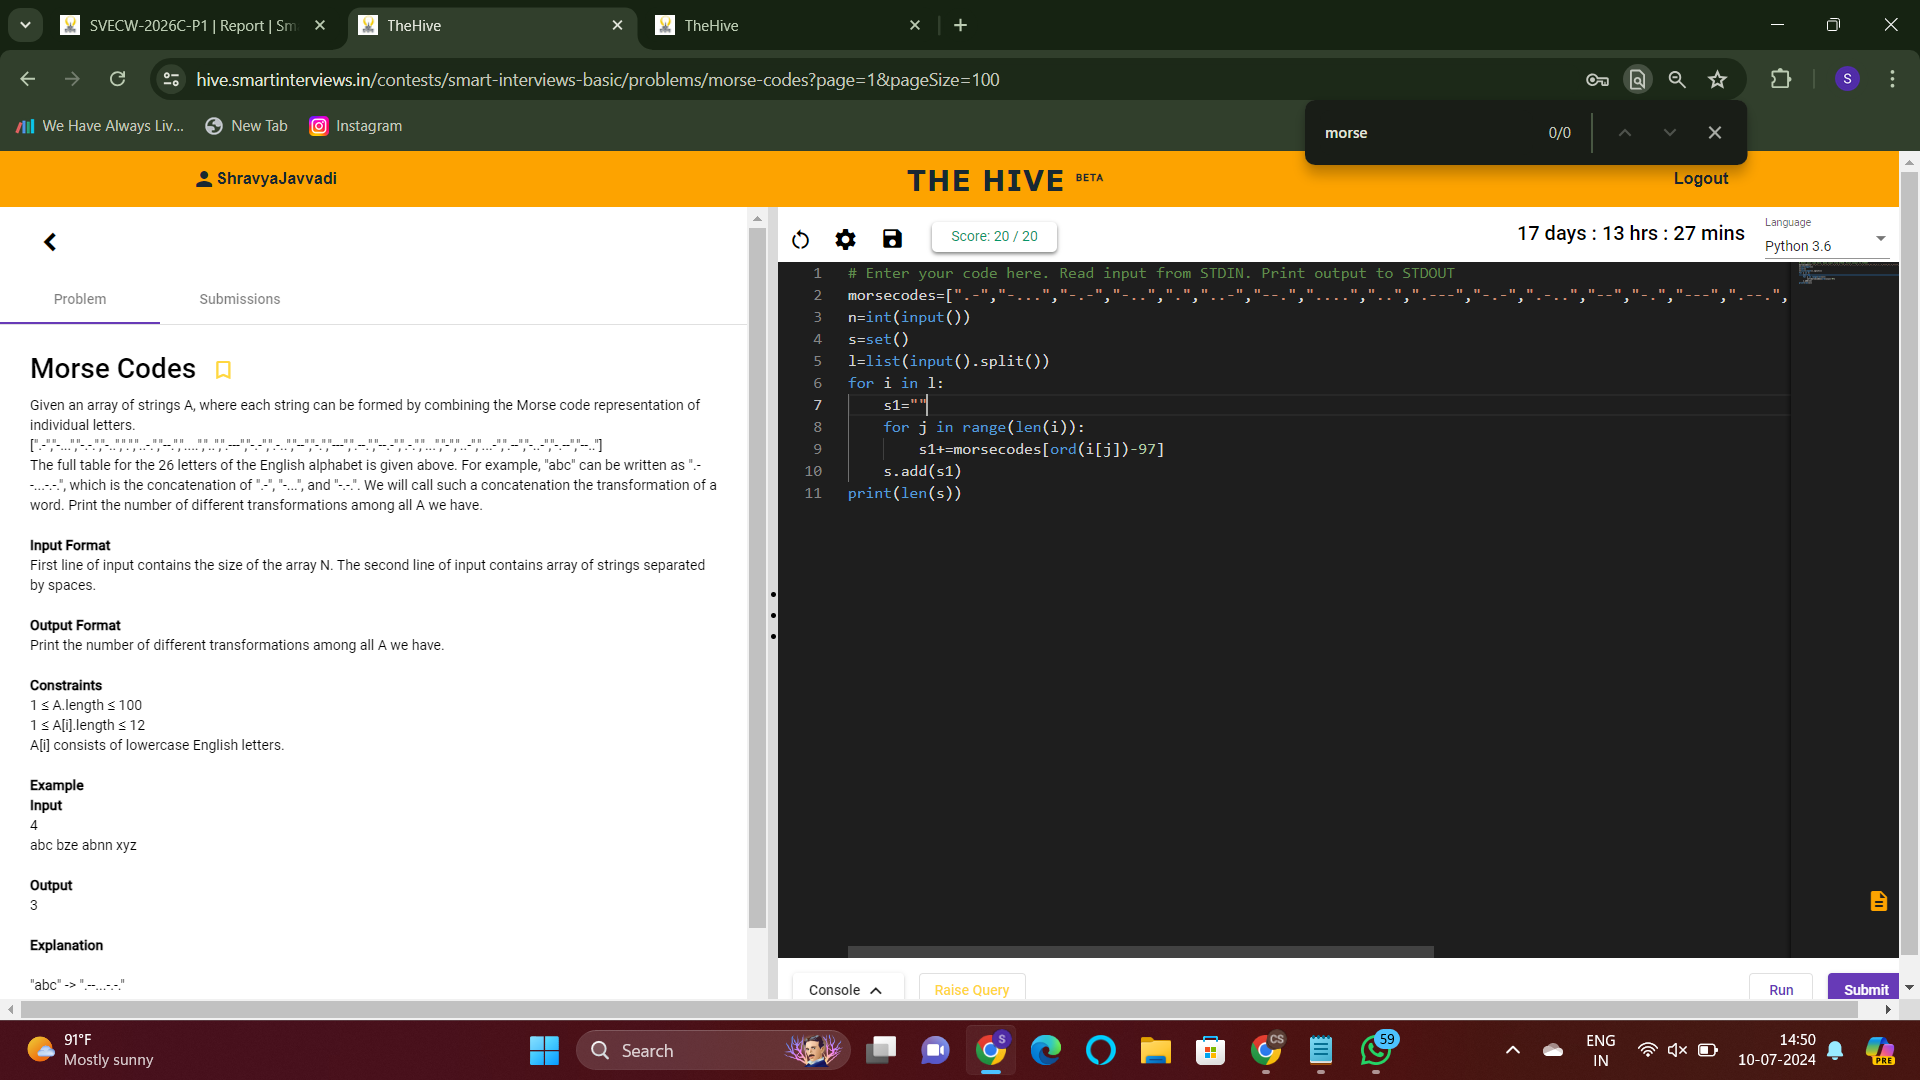 SVECW-2026C-P1 | Report | Sm
TheHive
TheHive
hive.smartinterviews.in/contests/smart-interviews-basic/problems/morse-codes?page=1&pageSize=100
S
We Have Always Liv...
New Tab
Instagram
morse
0/0
ShravyaJavvadi
THE HIVE BETA
Logout
Score: 20 / 20
17 days : 13 hrs : 27 mins
Language
Python 3.6
Problem
Submissions
Morse Codes
Given an array of strings A, where each string can be formed by combining the Morse code representation of
individual letters.
[".-","-...","-.-.","-..",".","..-.","--.","....","..",".---","-.-",".-..","--","-.","---",".--.","--.-",".-.","...","-","..-","...-",".--","-..-","-.--","--.."]
The full table for the 26 letters of the English alphabet is given above. For example, "abc" can be written as ".-
-...-.-.", which is the concatenation of ".-", "-...", and "-.-.". We will call such a concatenation the transformation of a
word. Print the number of different transformations among all A we have.
Input Format
First line of input contains the size of the array N. The second line of input contains array of strings separated
by spaces.
Output Format
Print the number of different transformations among all A we have.
Constraints
1 ≤ A.length ≤ 100
1 ≤ A[i].length ≤ 12
A[i] consists of lowercase English letters.
Example
Input
4
abc bze abnn xyz
Output
3
Explanation
"abc" -> ".--...-.-."
1 # Enter your code here. Read input from STDIN. Print output to STDOUT
2 morsecodes=[".-","-...","-.-.","-..",".","..-.","--.","....","..",".---","-.-",".-..","--","-.","---",".--.",
3 n=int(input())
4 s=set()
5 l=list(input().split())
6 for i in l:
7 s1=""
8 for j in range(len(i)):
9 s1+=morsecodes[ord(i[j])-97]
10 s.add(s1)
11 print(len(s))
Console
Raise Query
Run
Submit
91°F
Mostly sunny
Search
S
CS
59
ENG
IN
14:50
10-07-2024
PRE